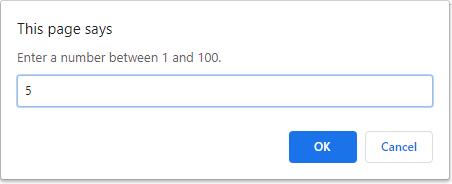 This page says
Enter a number between 1 and 100.
5
OK Cancel